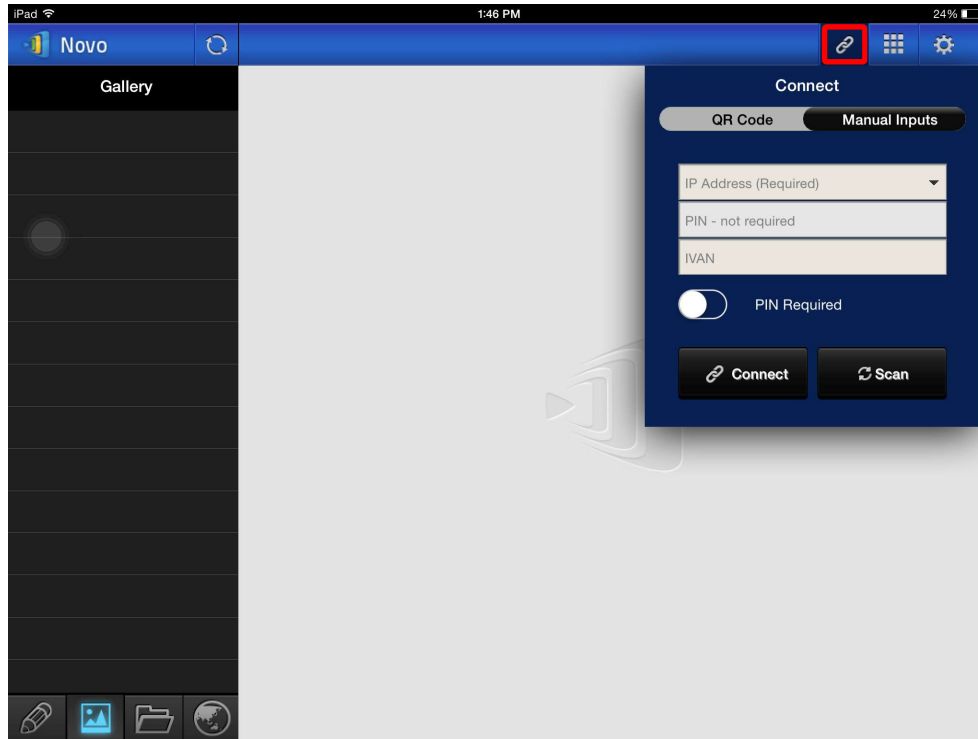 iPad 1:46 PM 24%
Novo
Gallery
Connect
QR Code Manual Inputs
IP Address (Required)
PIN - not required
IVAN
PIN Required
Connect Scan